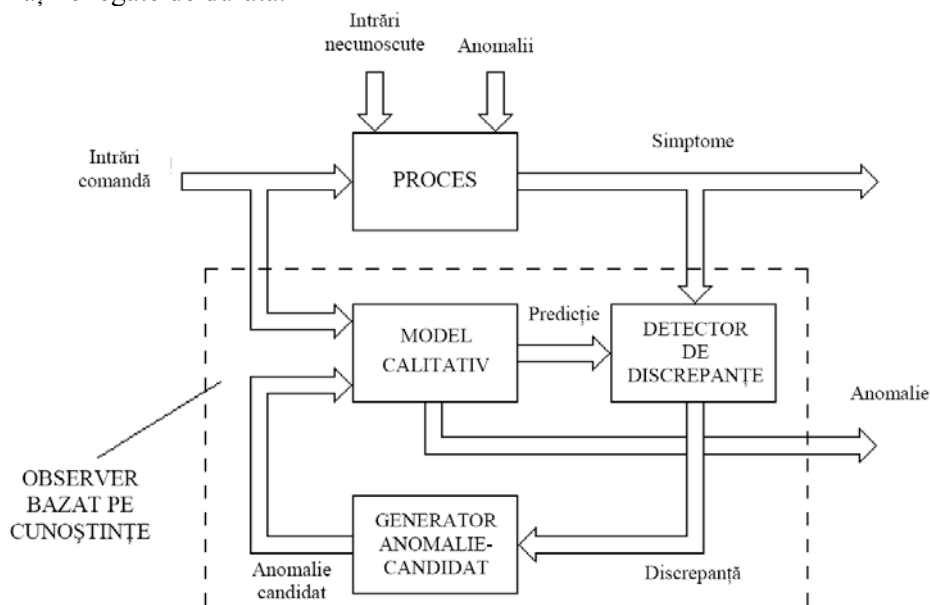 Intrări
necunoscute
Anomalii
Intrări
comandă
PROCES
Simptome
MODEL
CALITATIV
Predicție
DETECTOR
DE
DISCREPANȚE
Anomalie
OBSERVER
BAZAT PE
CUNOŞTINŢE
GENERATOR
ANOMALIE-
CANDIDAT
Anomalie
candidat
Discrepanță